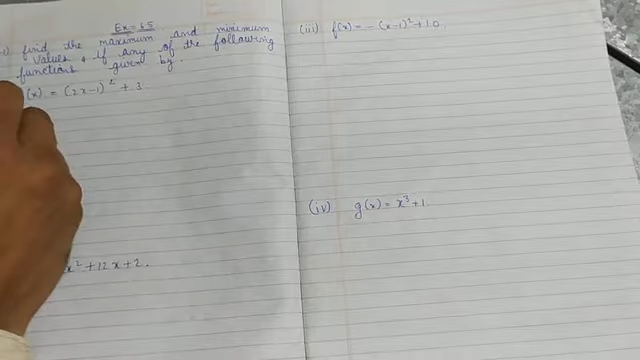 Ex = 6.5
find the maximum and minimum
values, if any of the following
functions given by.
(x) = (2x-1)² + 3
x² + 12x + 2.
(iii) f(x) = -(x-1)² + 10.
(iv) g(x) = x³ + 1.